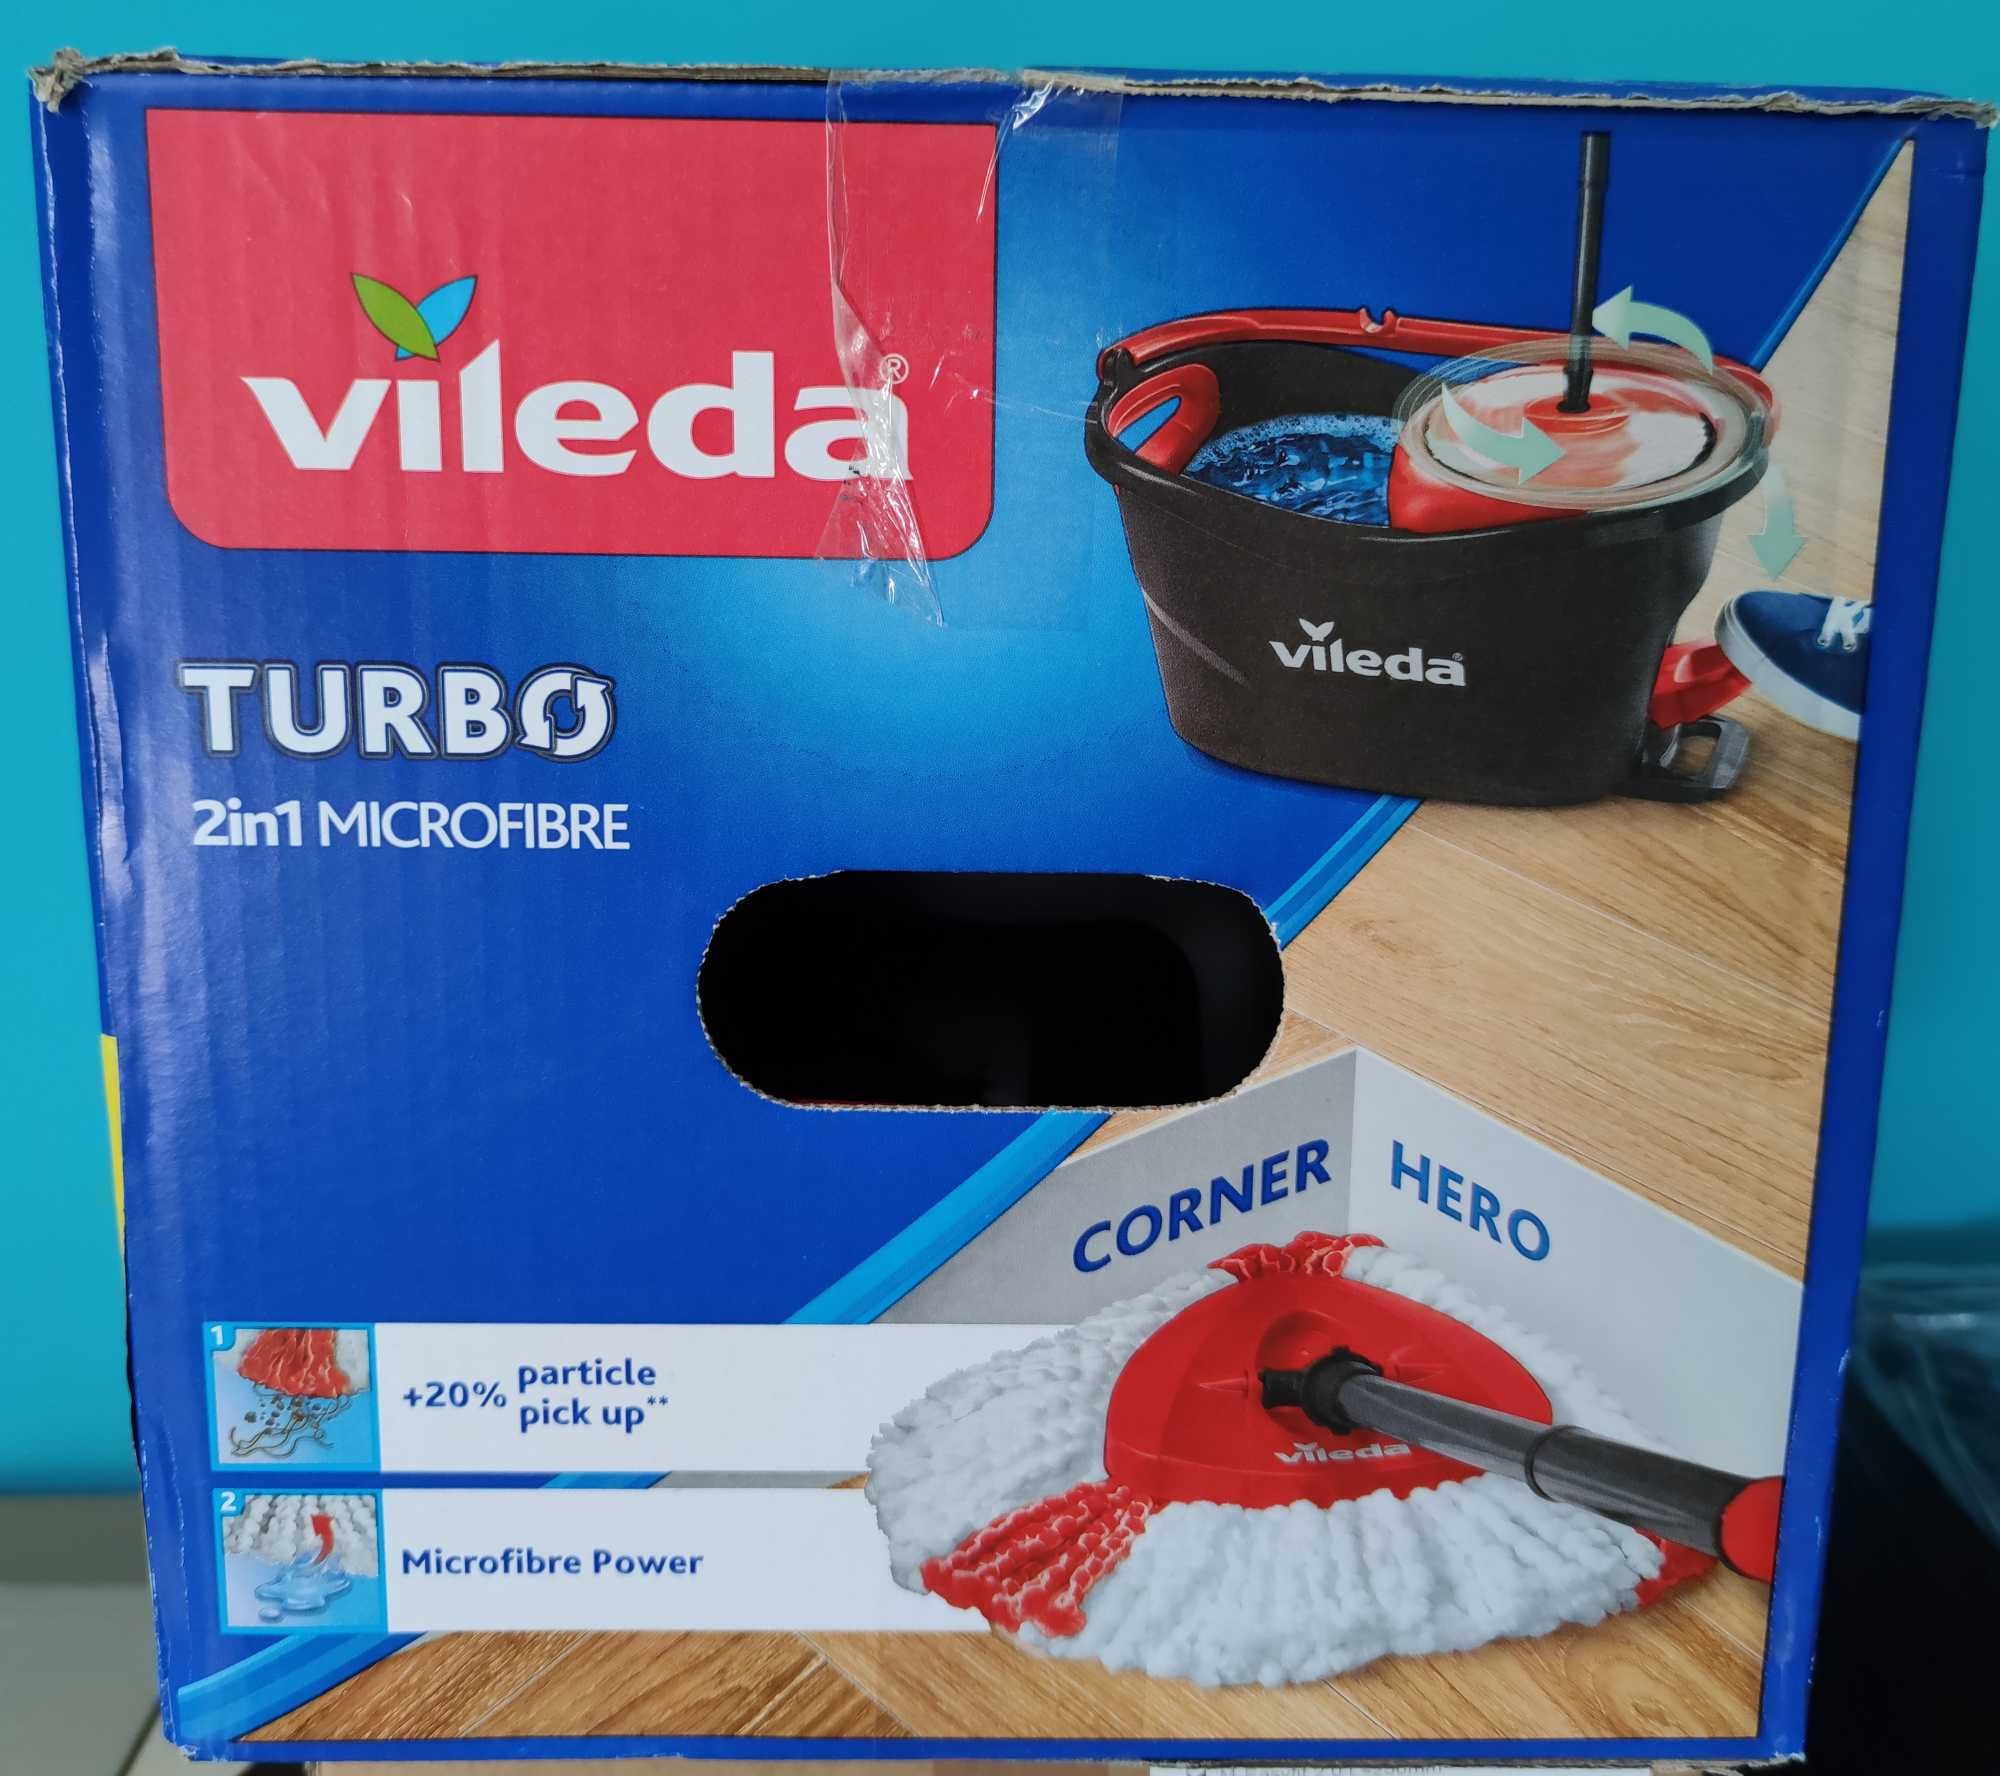 vileda®
TURBO
2in1 MICROFIBRE
vileda®
CORNER HERO
1
+20% particle
pick up**
vileda
2
Microfibre Power